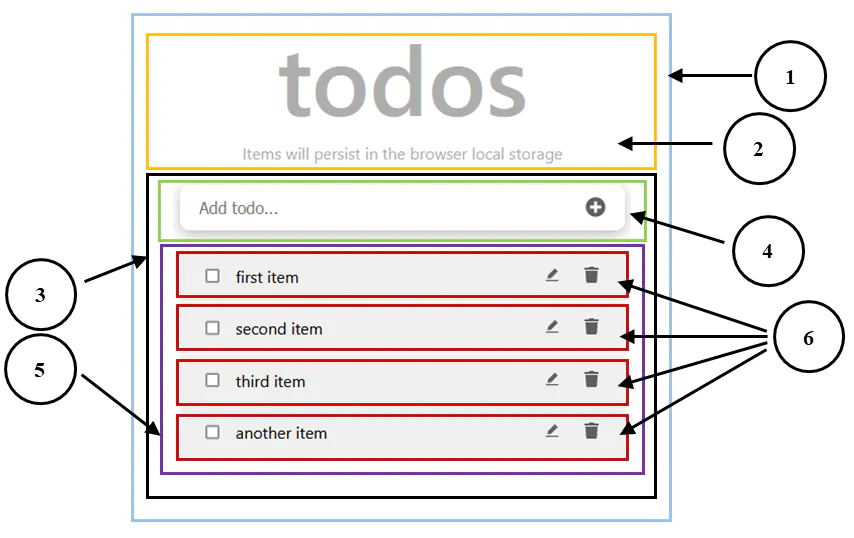 todos
1
Items will persist in the browser local storage
2
Add todo...
4
3
first item
second item
6
5
third item
another item